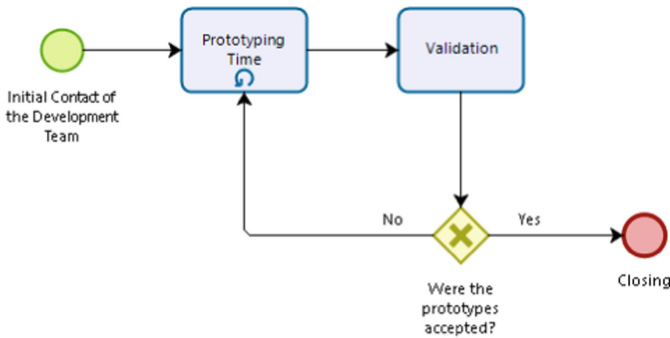 Prototyping
Time
Validation
Initial Contact of
the Development
Team
No
Yes
Closing
Were the
prototypes
accepted?